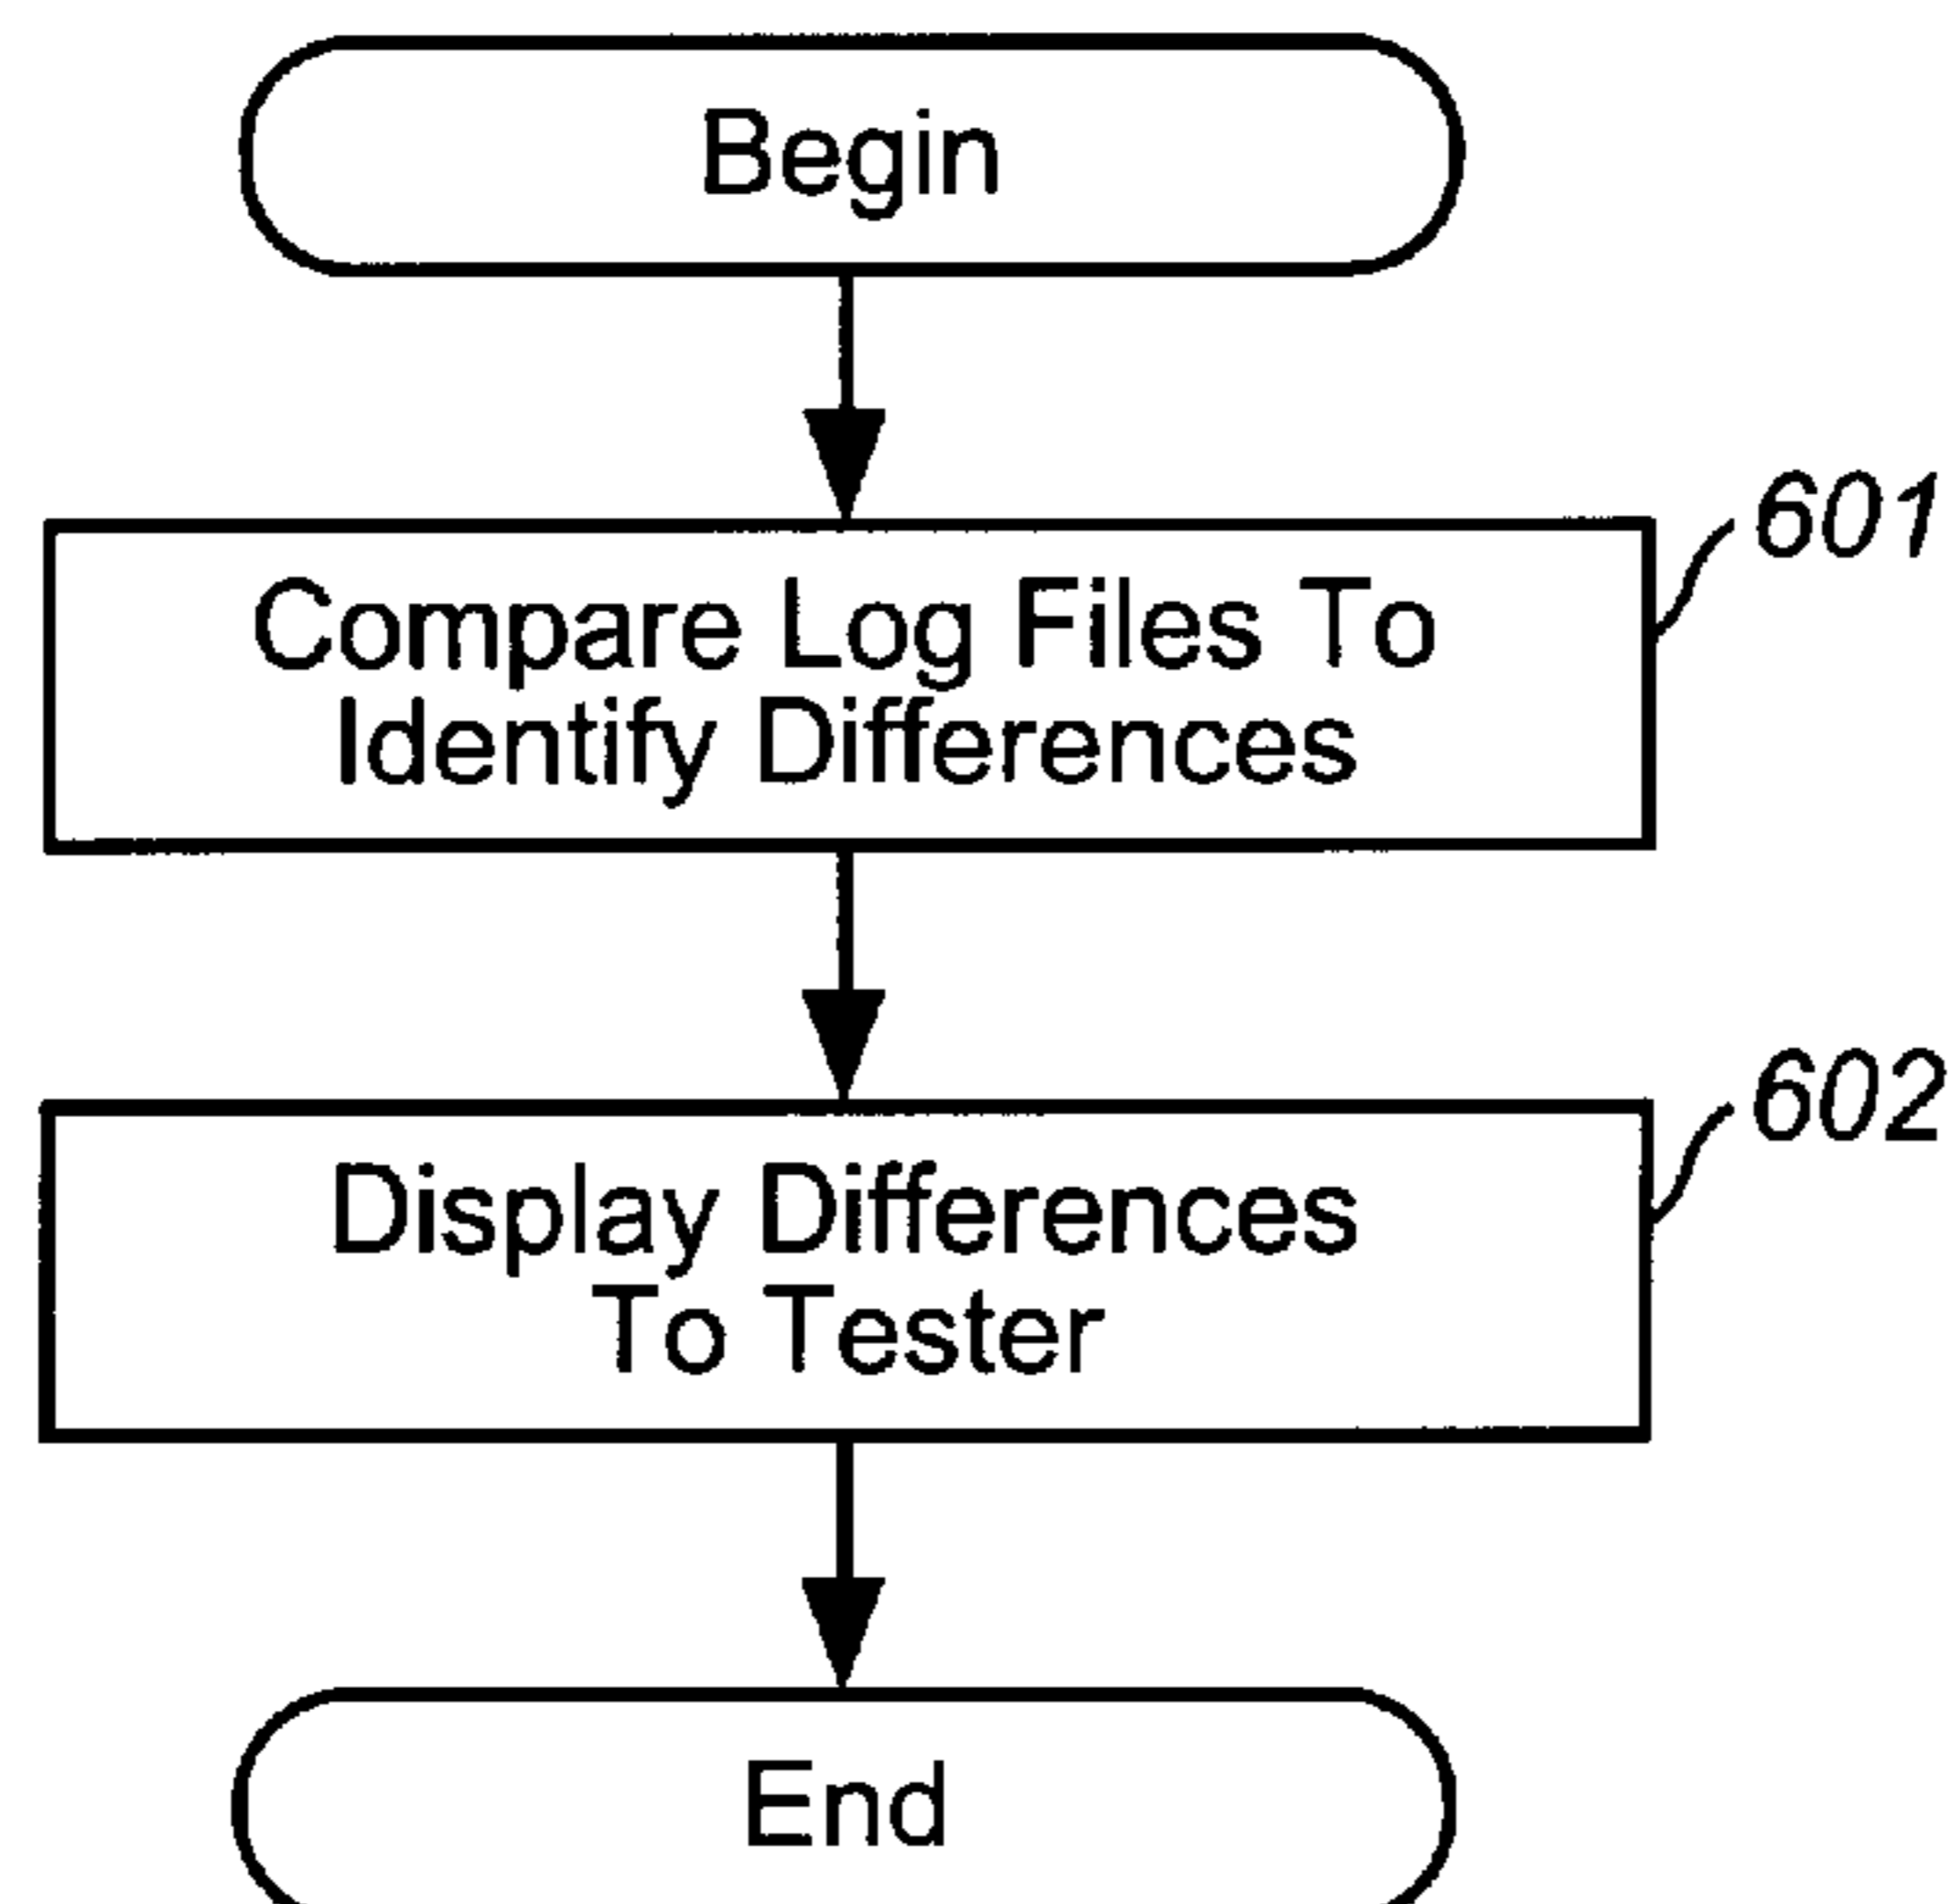 Begin
601
Compare Log Files To
Identify Differences
602
Display Differences
To Tester
End